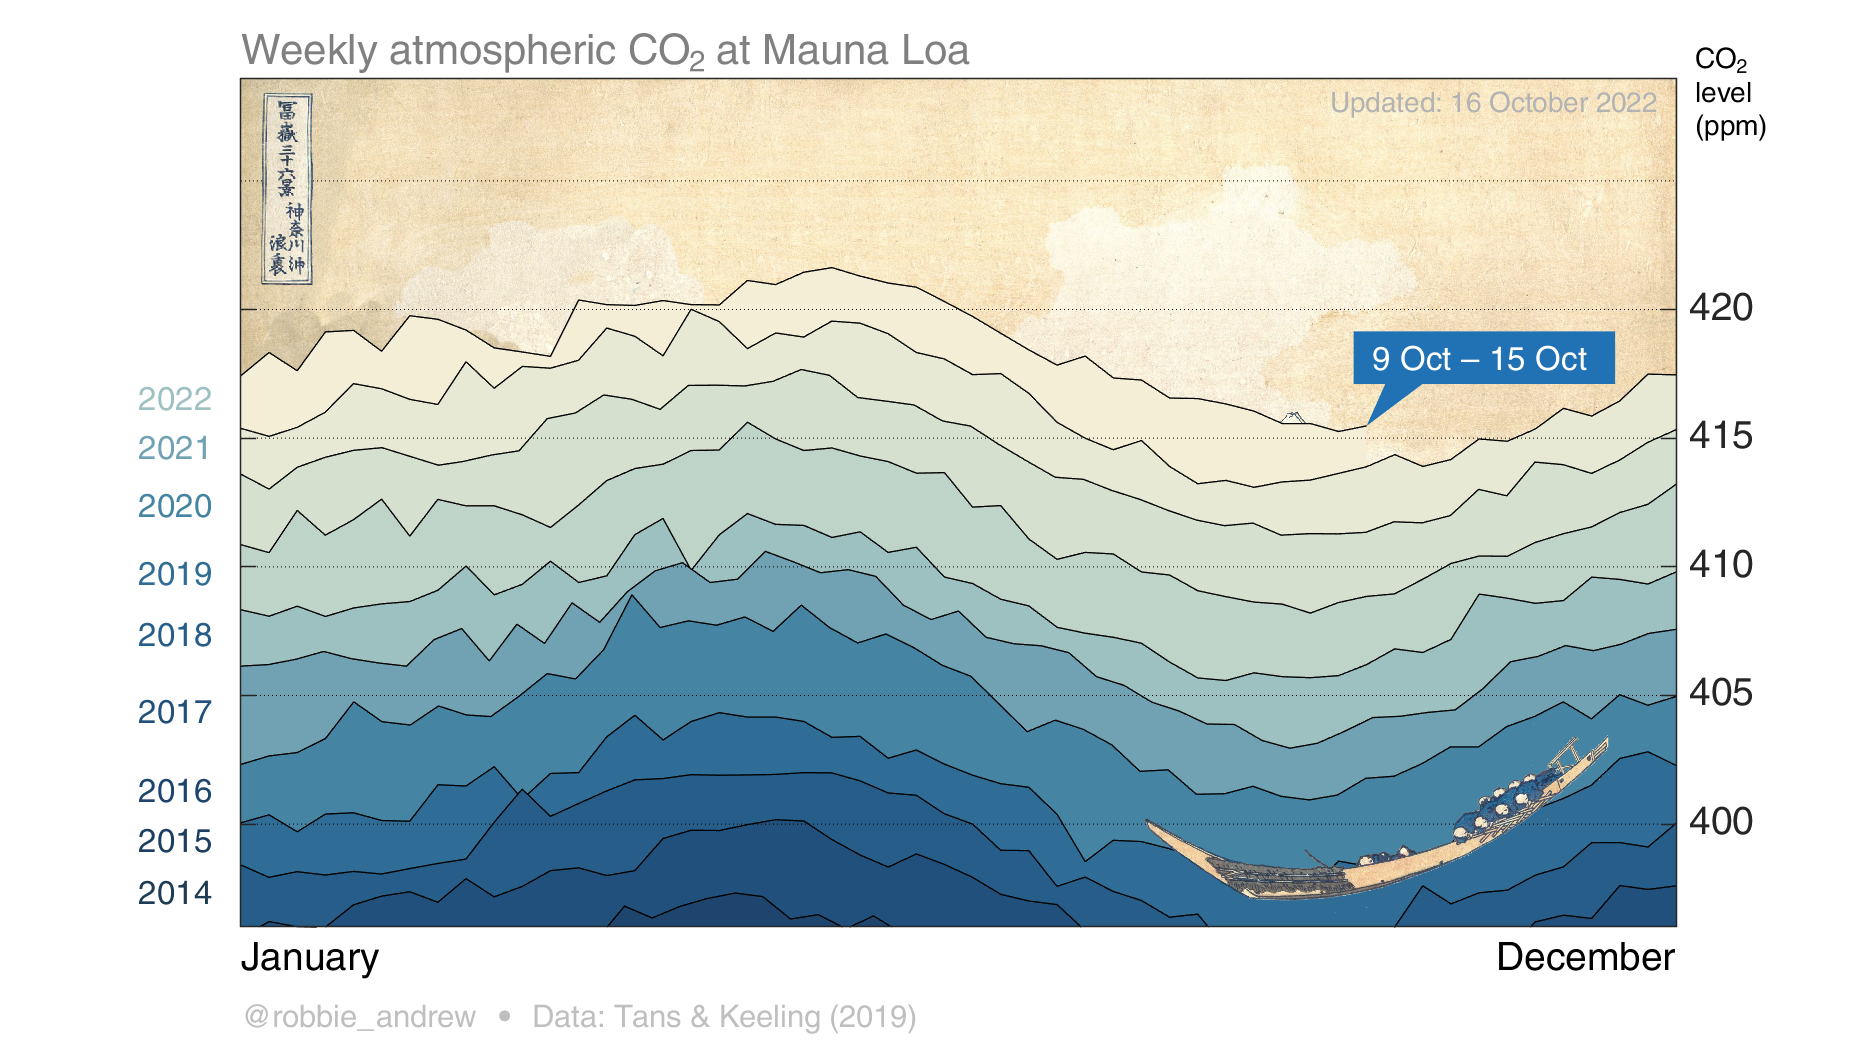 Weekly atmospheric CO₂ at Mauna Loa
CO₂
level
(ppm)
Updated: 16 October 2022
冨嶽三十六景
神奈川沖
浪裏
420
9 Oct – 15 Oct
2022
415
2021
2020
410
2019
2018
405
2017
2016
400
2015
2014
January
December
@robbie_andrew • Data: Tans & Keeling (2019)